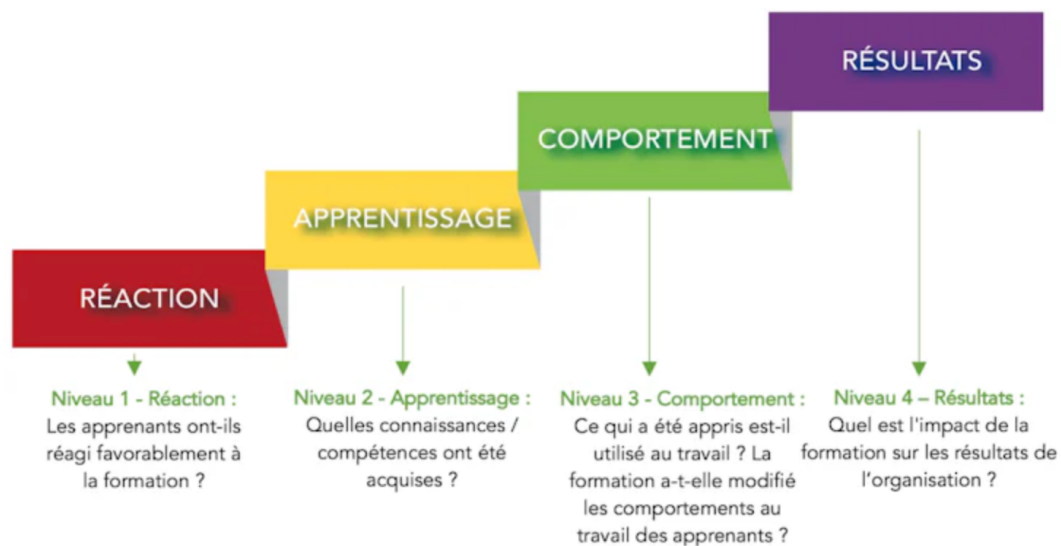 RÉSULTATS
COMPORTEMENT
APPRENTISSAGE
RÉACTION
Niveau 1 - Réaction :
Les apprenants ont-ils
réagi favorablement à
la formation ?
Niveau 2 - Apprentissage :
Quelles connaissances /
compétences ont été
acquises ?
Niveau 3 - Comportement :
Ce qui a été appris est-il
utilisé au travail ? La
formation a-t-elle modifié
les comportements au
travail des apprenants ?
Niveau 4 – Résultats :
Quel est l'impact de la
formation sur les résultats de
l'organisation ?